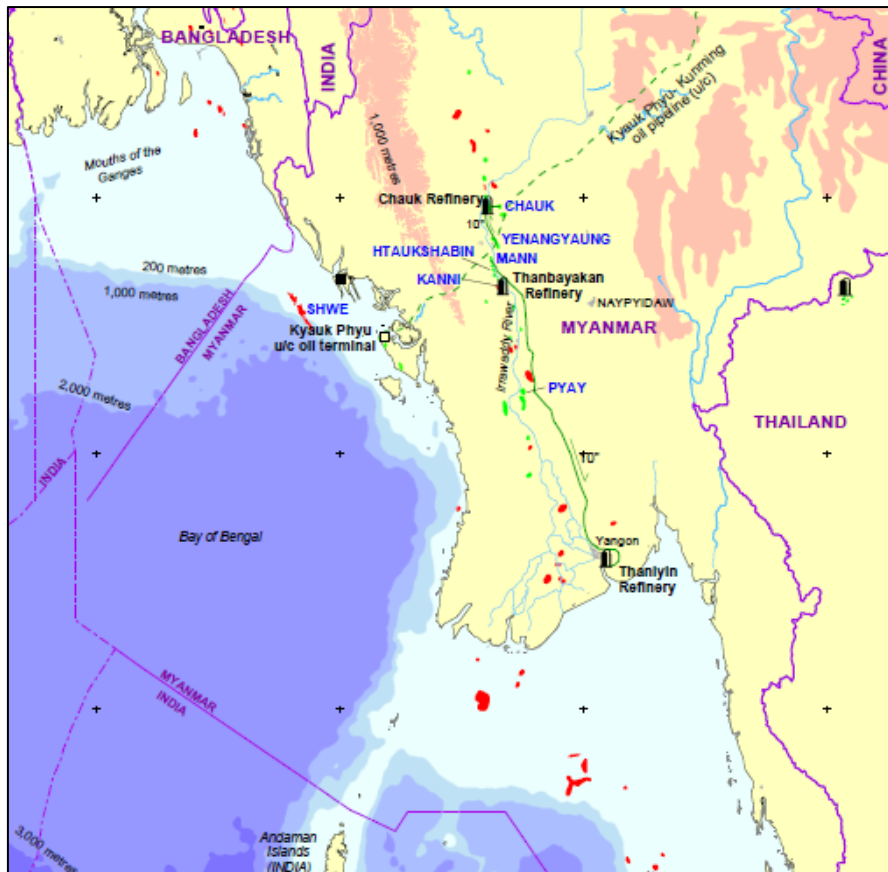 BANGLADESH
INDIA
CHINA
Kyauk Phyu- Kunming
oil pipeline (u/c)
1,000 metres
Mouths of the
Ganges
Chauk Refinery
CHAUK
10"
YENANGYAUNG
HTAUKSHABIN
MANN
200 metres
KANNI
Thanbayakan
Refinery
1,000 metres
SHWE
NAYPYIDAW
BANGLADESH
MYANMAR
Kyauk Phyu
u/c oil terminal
MYANMAR
Irrawaddy River
2,000 metres
PYAY
THAILAND
INDIA
10"
Bay of Bengal
Yangon
Thanlyin
Refinery
MYANMAR
INDIA
3,000 metres
Andaman
Islands
(INDIA)